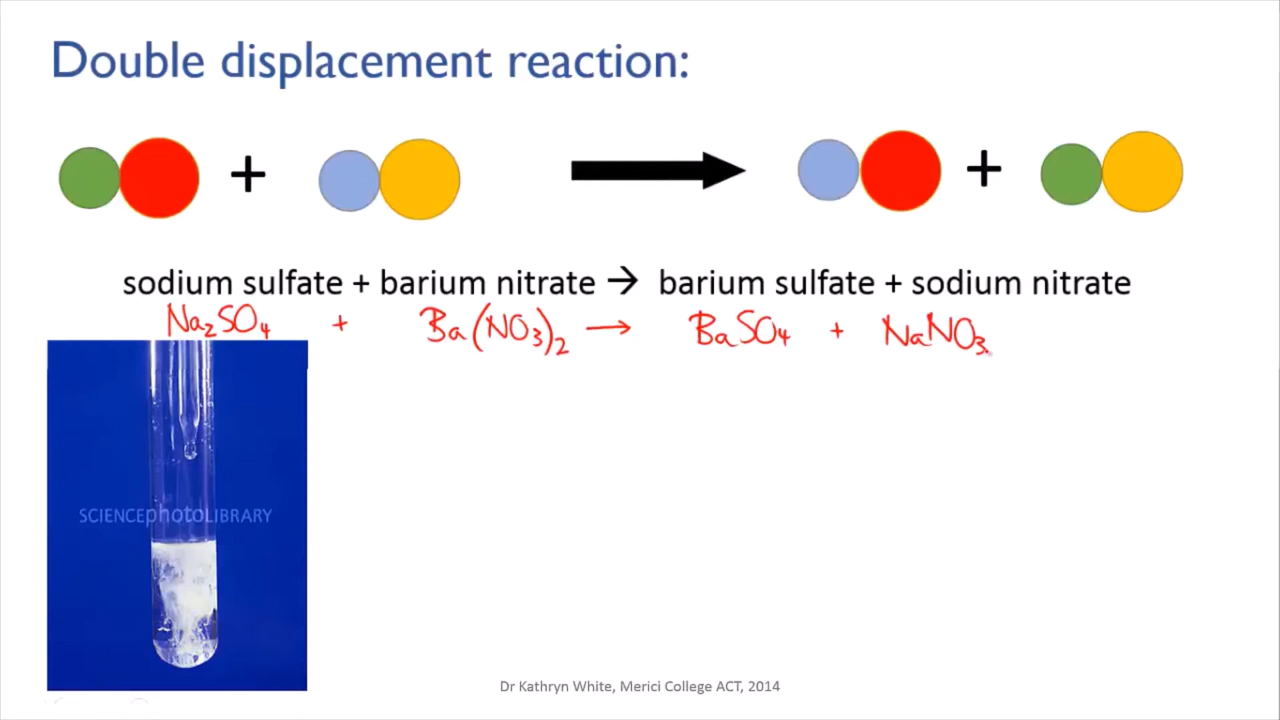 Double displacement reaction:
+ +
sodium sulfate + barium nitrate → barium sulfate + sodium nitrate
Na₂SO₄ + Ba(NO₃)₂ → BaSO₄ + NaNO₃
SCIENCEphotoLIBRARY
Dr Kathryn White, Merici College ACT, 2014